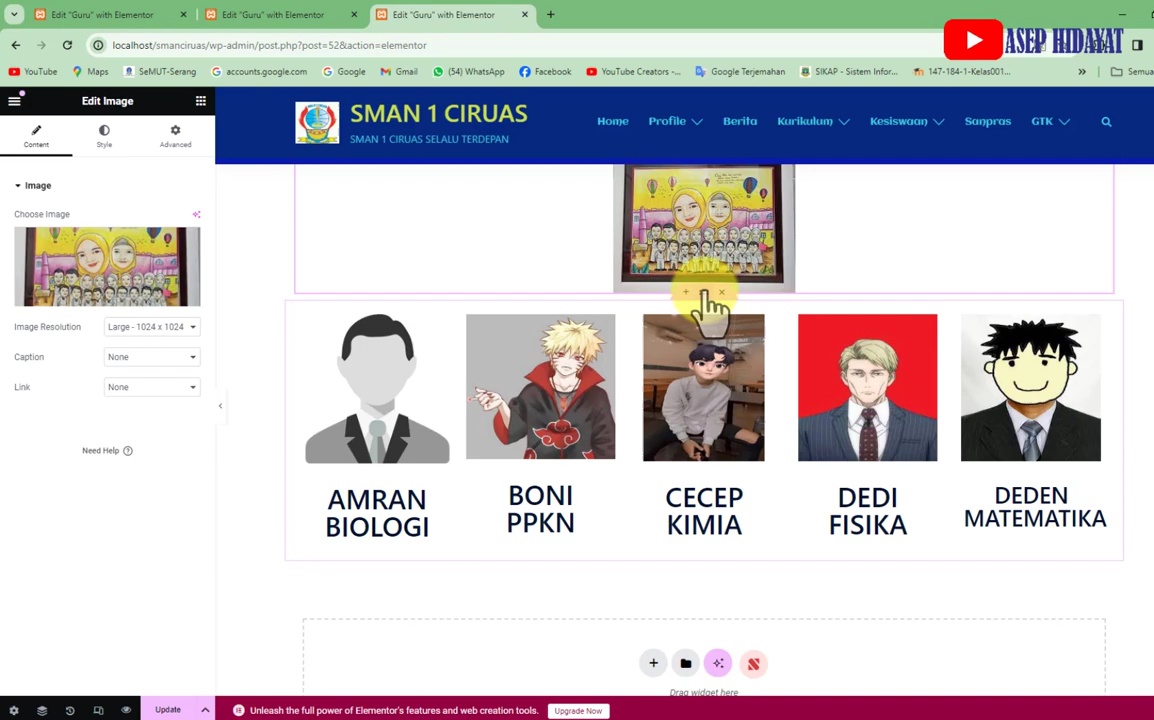 Edit "Guru" with Elementor
Edit "Guru" with Elementor
Edit "Guru" with Elementor
localhost/smanciruas/wp-admin/post.php?post=52&action=elementor
ASEP HIDAYAT
YouTube
Maps
SeMUT-Serang
accounts.google.com
Google
Gmail
(54) WhatsApp
Facebook
YouTube Creators -...
Google Terjemahan
SIKAP - Sistem Infor...
147-184-1-Kelas001...
Semua
Edit Image
Content
Style
Advanced
Image
Choose Image
Image Resolution
Large - 1024 x 1024
Caption
None
Link
None
Need Help
SMAN 1 CIRUAS
SMAN 1 CIRUAS SELALU TERDEPAN
Home
Profile
Berita
Kurikulum
Kesiswaan
Sanpras
GTK
AMRAN
BIOLOGI
BONI
PPKN
CECEP
KIMIA
DEDI
FISIKA
DEDEN
MATEMATIKA
Drag widget here
Update
Unleash the full power of Elementor's features and web creation tools.
Upgrade Now